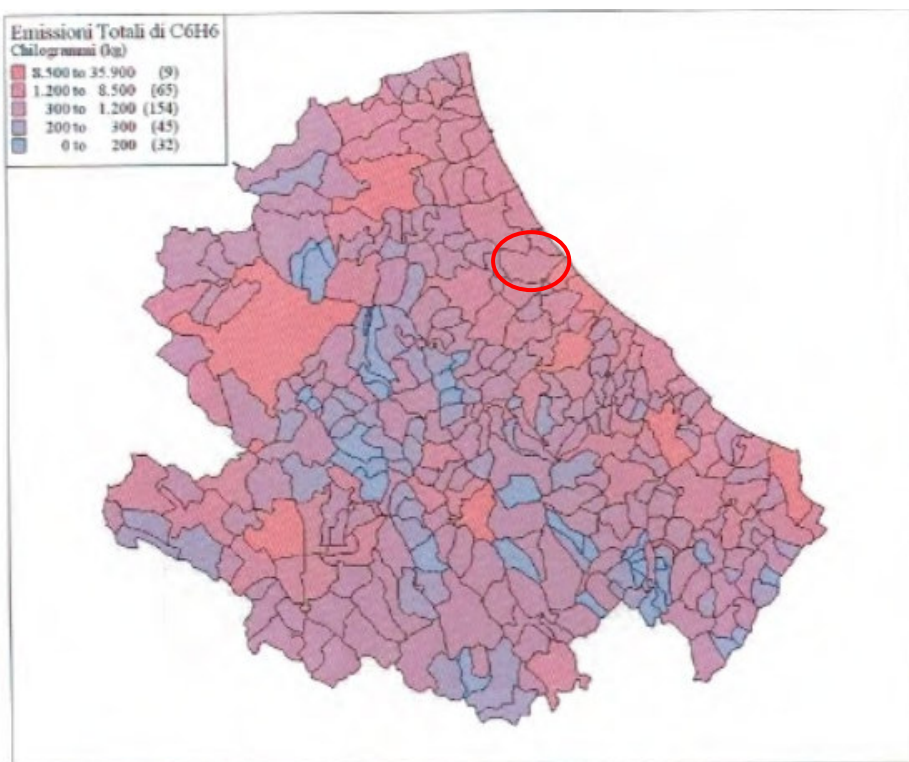 Emissioni Totali di C6H6
Chilogrammi (kg)
8.500 to 35.900 (9)
1.200 to 8.500 (65)
300 to 1.200 (154)
200 to 300 (45)
0 to 200 (32)